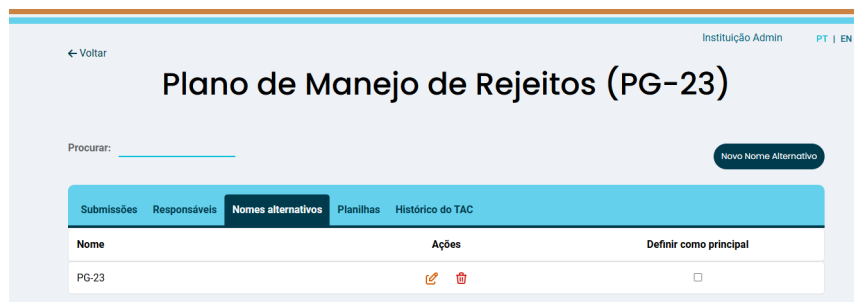 Instituição Admin PT | EN
← Voltar
Plano de Manejo de Rejeitos (PG-23)
Procurar:
Novo Nome Alternativo
Submissões Responsáveis Nomes alternativos Planilhas Histórico do TAC
Nome Ações Definir como principal
PG-23